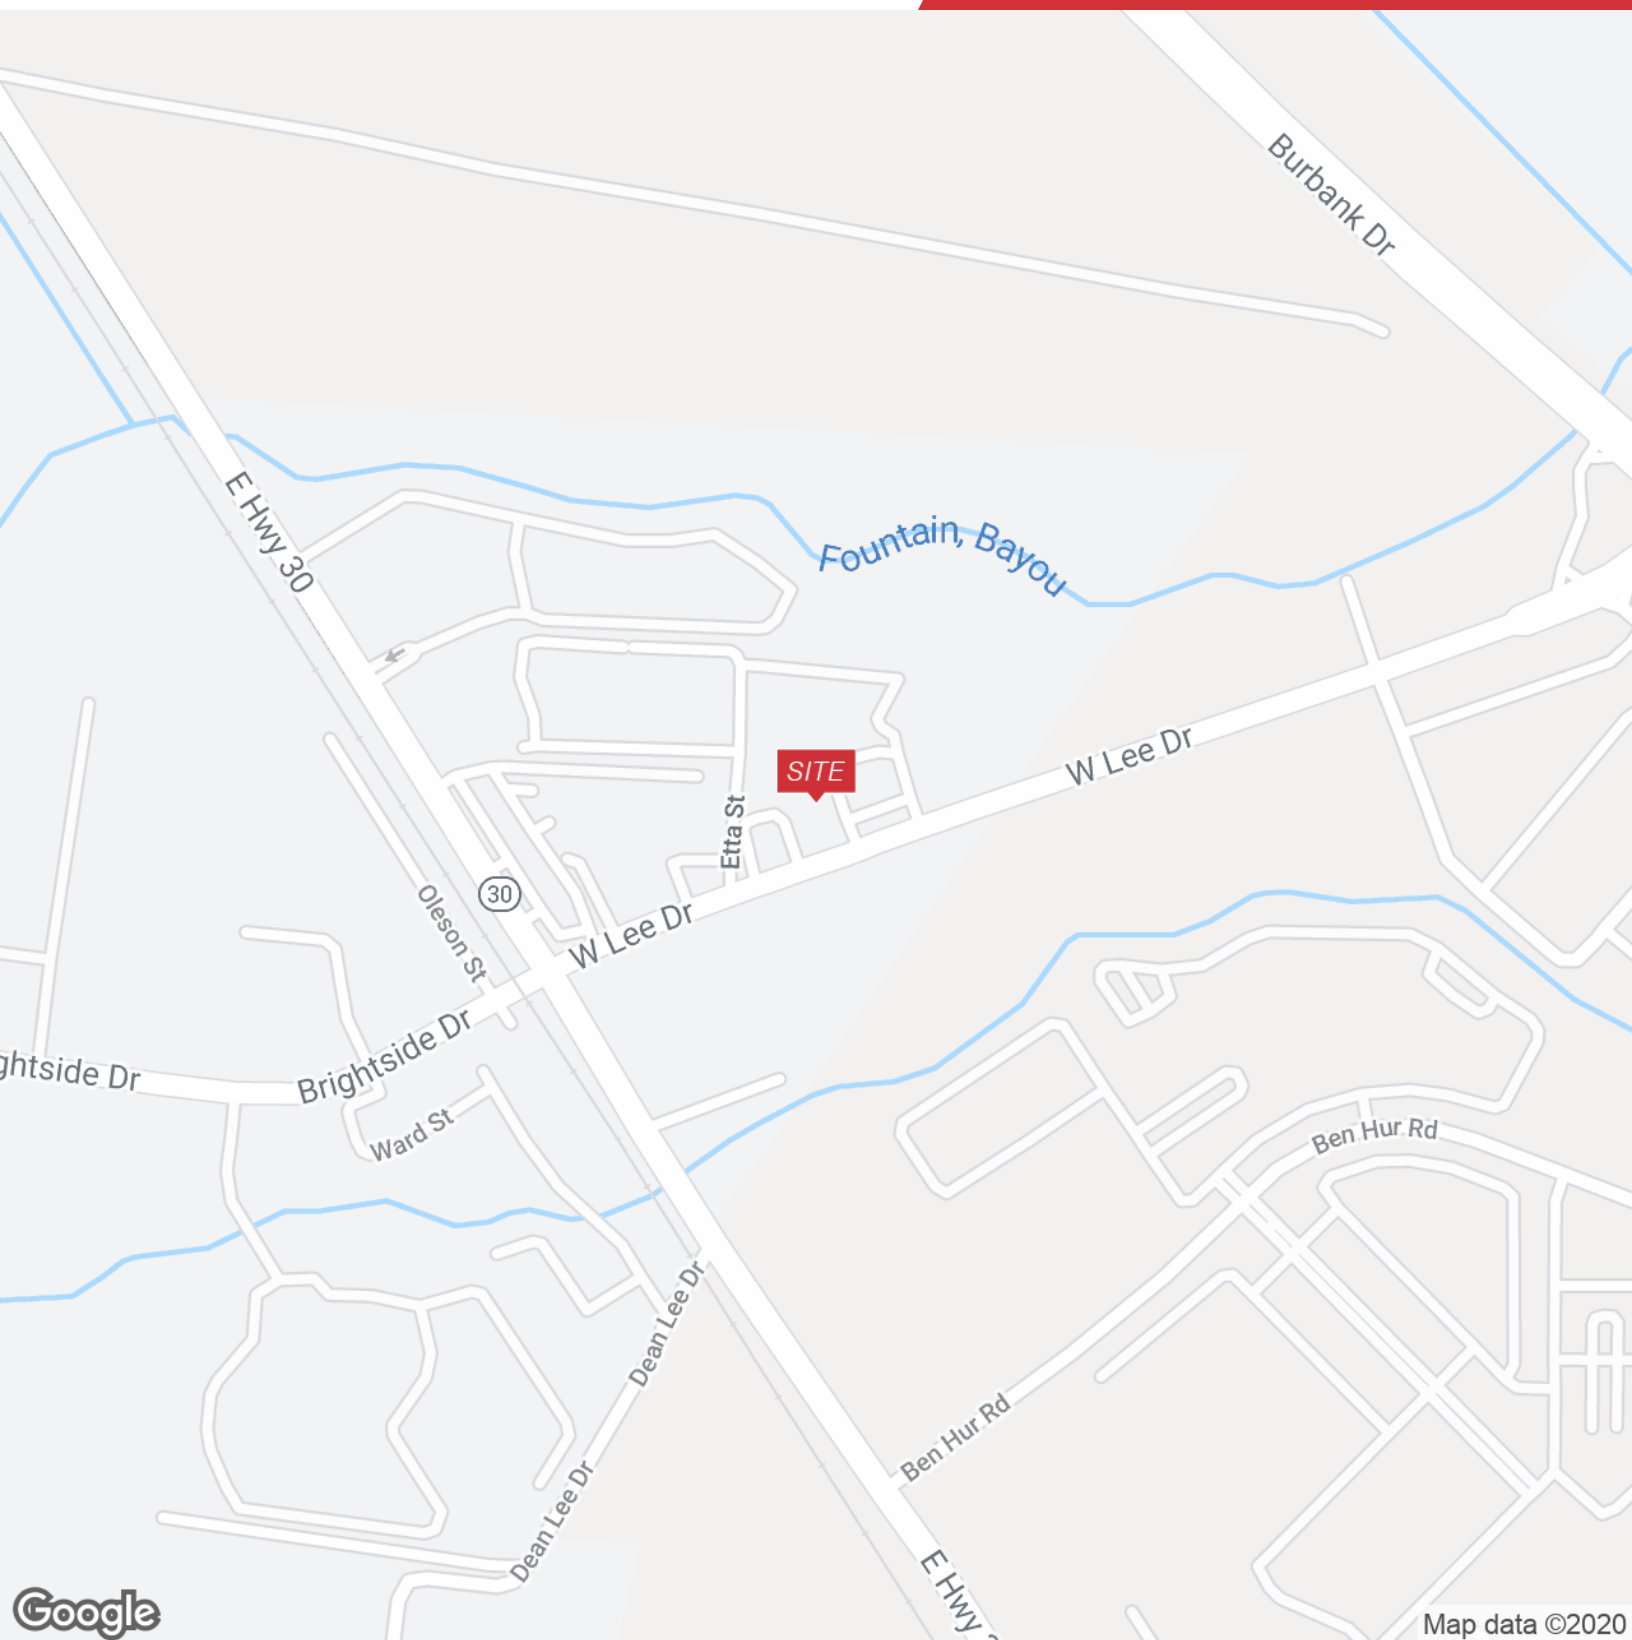 Burbank Dr
E Hwy 30
Fountain, Bayou
W Lee Dr
SITE
Etta St
30
Oleson St
W Lee Dr
Brightside Dr
ghtside Dr
Ward St
Ben Hur Rd
Dean Lee Dr
Ben Hur Rd
Dean Lee Dr
E Hwy
Google
Map data ©2020